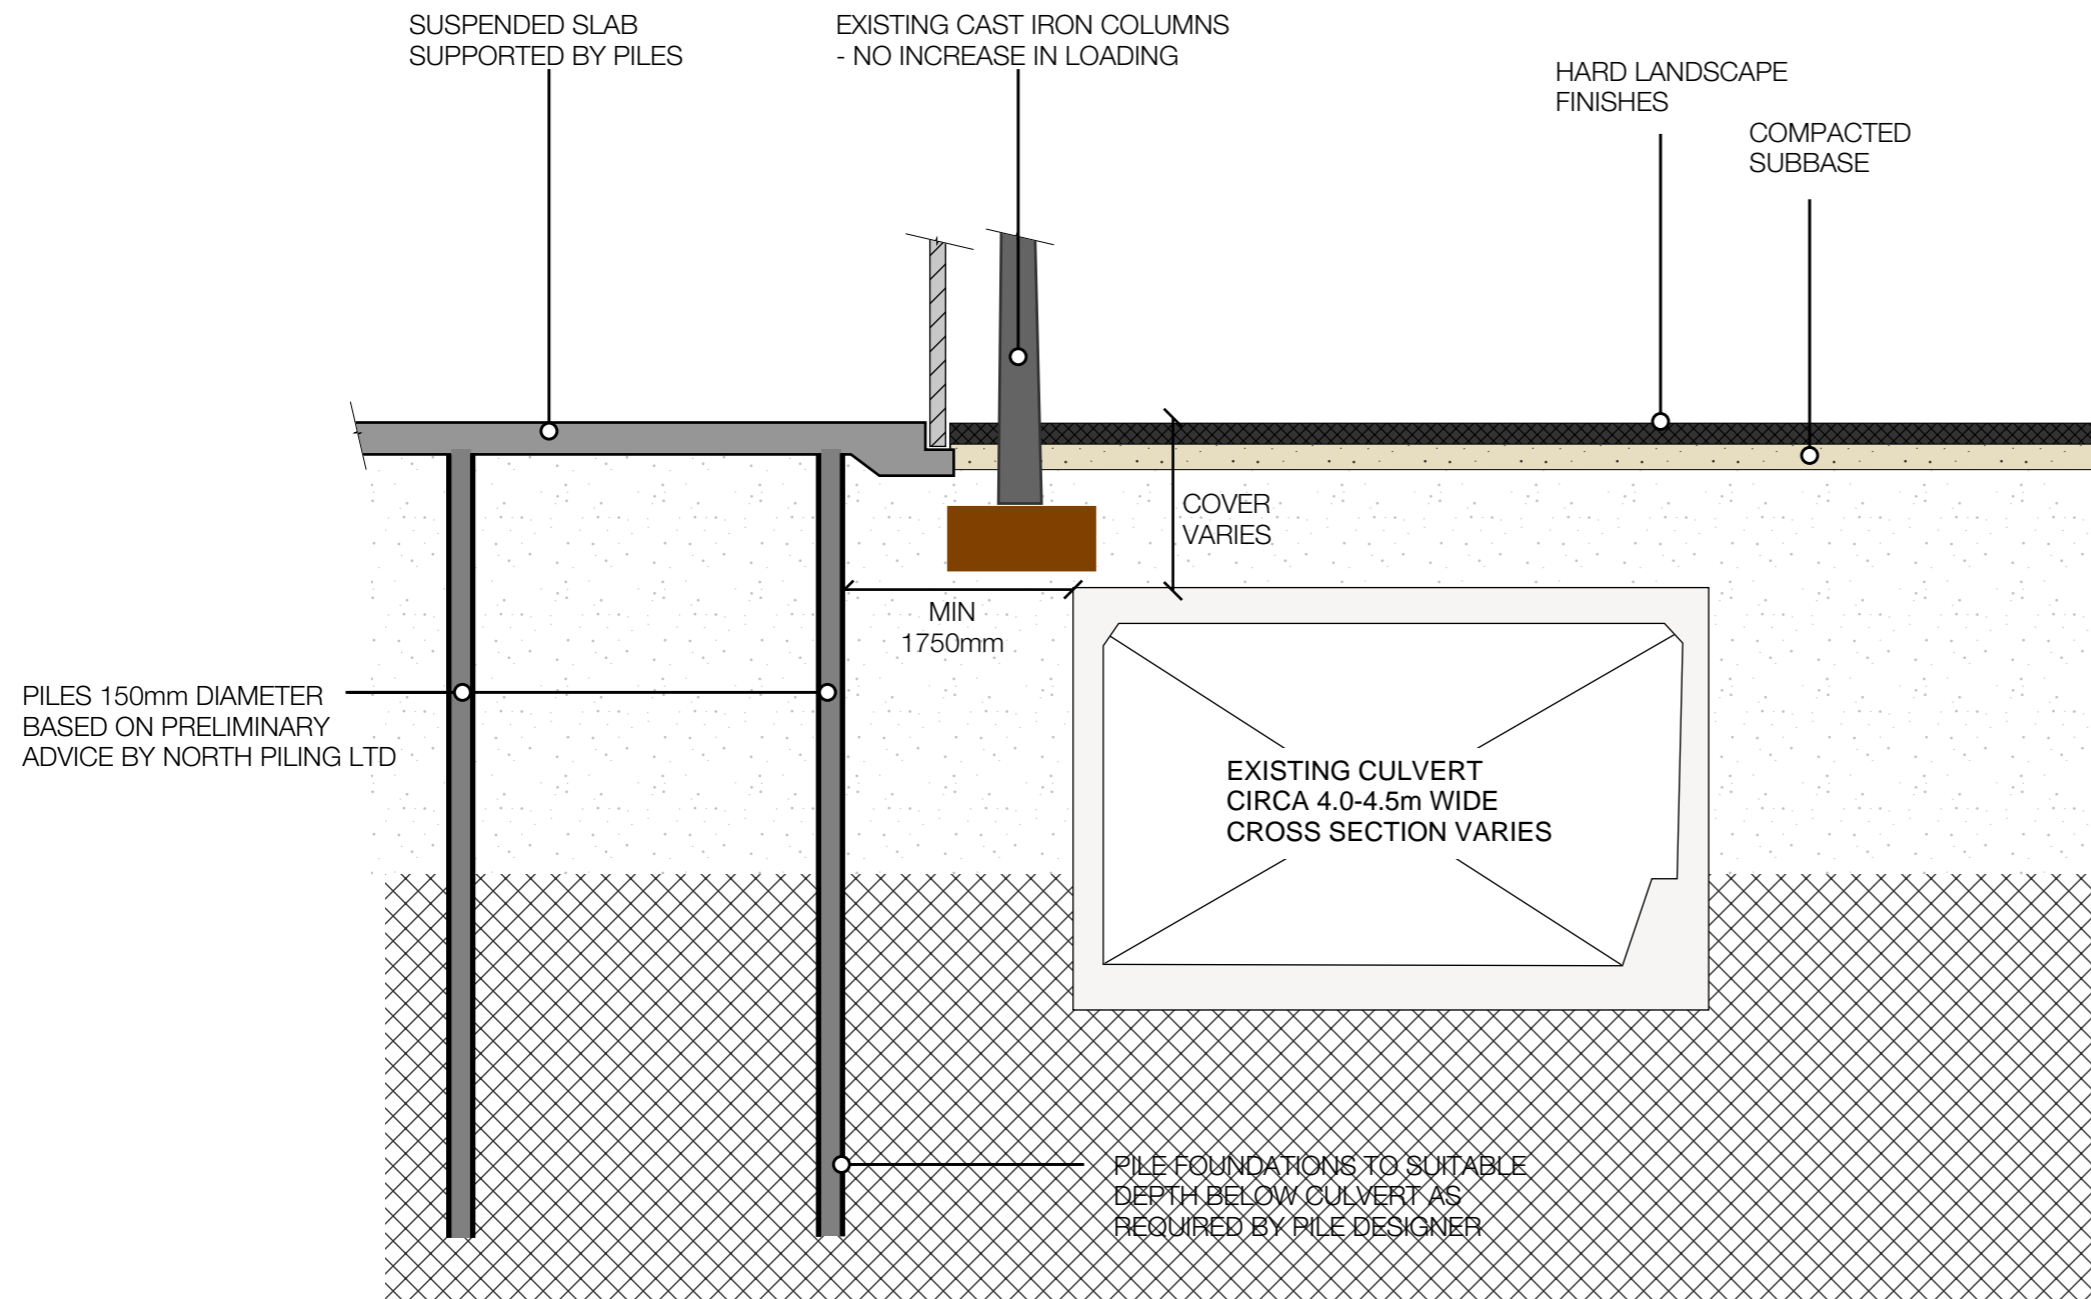 SUSPENDED SLAB
SUPPORTED BY PILES
EXISTING CAST IRON COLUMNS
- NO INCREASE IN LOADING
HARD LANDSCAPE
FINISHES
COMPACTED
SUBBASE
COVER
VARIES
MIN
1750mm
PILES 150mm DIAMETER
BASED ON PRELIMINARY
ADVICE BY NORTH PILING LTD
EXISTING CULVERT
CIRCA 4.0-4.5m WIDE
CROSS SECTION VARIES
PILE FOUNDATIONS TO SUITABLE
DEPTH BELOW CULVERT AS
REQUIRED BY PILE DESIGNER